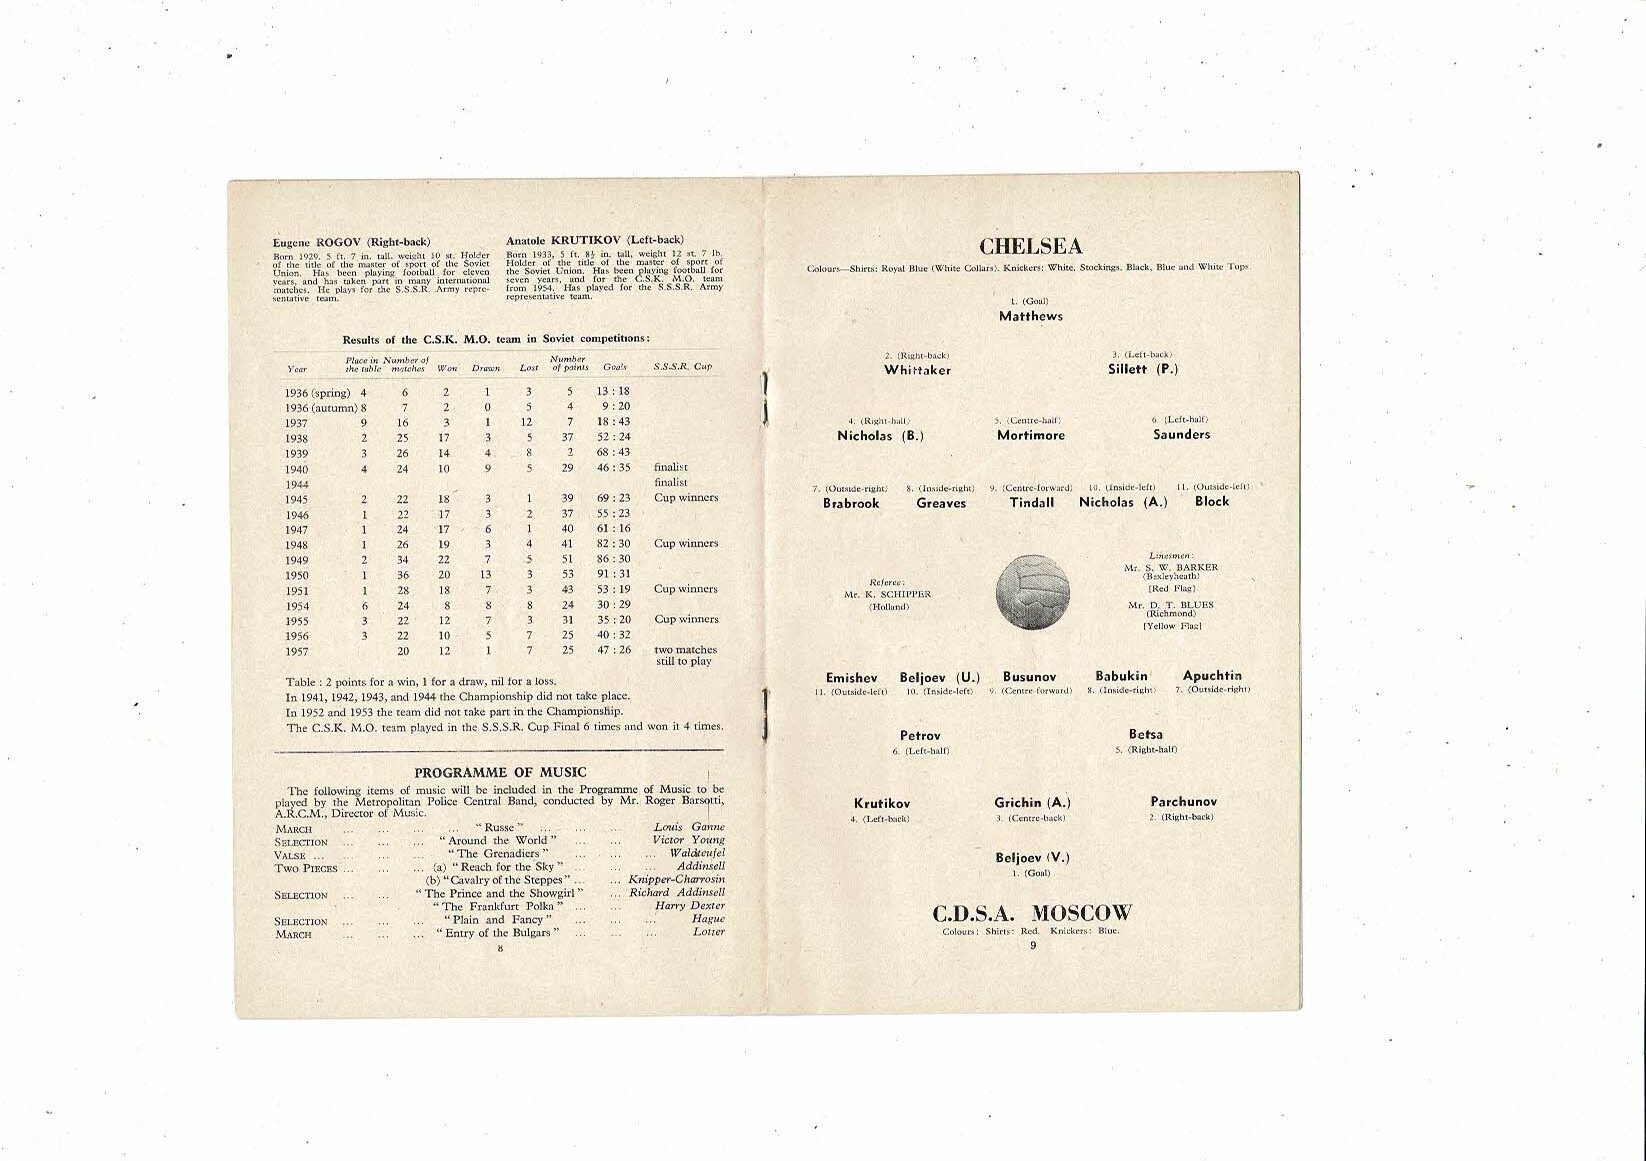 Eugene ROGOV (Right-back)
Born 1929, 5 ft. 7 in. tall, weight 10 st. Holder
of the title of the master of sport of the Soviet
Union. Has been playing football for eleven
years, and has taken part in many international
matches. He plays for the S.S.S.R. Army repre-
sentative team.
Anatole KRUTIKOV (Left-back)
Born 1933, 5 ft. 8½ in. tall, weight 12 st. 7 lb.
Holder of the title of the master of sport of
the Soviet Union. Has been playing football for
seven years, and for the C.S.K. M.O. team
from 1954. Has played for the S.S.S.R. Army
representative team.
Results of the C.S.K. M.O. team in Soviet competitions:
Place in Number of Number
Year the table matches Won Drawn Lost of points Goals S.S.S.R. Cup
1936 (spring) 4 6 2 1 3 5 13 : 18
1936 (autumn) 8 7 2 0 5 4 9 : 20
1937 9 16 3 1 12 7 18 : 43
1938 2 25 17 3 5 37 52 : 24
1939 3 26 14 4 8 2 68 : 43
1940 4 24 10 9 5 29 46 : 35 finalist
1944 finalist
1945 2 22 18 3 1 39 69 : 23 Cup winners
1946 1 22 17 3 2 37 55 : 23
1947 1 24 17 6 1 40 61 : 16
1948 1 26 19 3 4 41 82 : 30 Cup winners
1949 2 34 22 7 5 51 86 : 30
1950 1 36 20 13 3 53 91 : 31
1951 1 28 18 7 3 43 53 : 19 Cup winners
1954 6 24 8 8 8 24 30 : 29
1955 3 22 12 7 3 31 35 : 20 Cup winners
1956 3 22 10 5 7 25 40 : 32
1957 20 12 1 7 25 47 : 26 two matches
still to play
Table : 2 points for a win, 1 for a draw, nil for a loss.
In 1941, 1942, 1943, and 1944 the Championship did not take place.
In 1952 and 1953 the team did not take part in the Championship.
The C.S.K. M.O. team played in the S.S.S.R. Cup Final 6 times and won it 4 times.
PROGRAMME OF MUSIC
The following items of music will be included in the Programme of Music to be
played by the Metropolitan Police Central Band, conducted by Mr. Roger Barsotti,
A.R.C.M., Director of Music.
MARCH ... ... ... ... "Russe" ... ... ... Louis Ganne
SELECTION ... ... ... "Around the World" ... ... Victor Young
VALSE ... ... ... ... "The Grenadiers" ... ... ... Waldteufel
TWO PIECES ... ... ... (a) "Reach for the Sky" ... ... Addinsell
(b) "Cavalry of the Steppes" ... ... Knipper-Charrosin
SELECTION ... ... "The Prince and the Showgirl" ... Richard Addinsell
"The Frankfurt Polka" ... ... Harry Dexter
SELECTION ... ... ... "Plain and Fancy" ... ... ... Hague
MARCH ... ... ... "Entry of the Bulgars" ... ... ... Lotter
8
CHELSEA
Colours—Shirts: Royal Blue (White Collars). Knickers: White, Stockings, Black, Blue and White Tops.
1. (Goal)
Matthews
2. (Right-back) 3. (Left-back)
Whittaker Sillett (P.)
4. (Right-half) 5. (Centre-half) 6. (Left-half)
Nicholas (B.) Mortimore Saunders
7. (Outside-right) 8. (Inside-right) 9. (Centre-forward) 10. (Inside-left) 11. (Outside-left)
Brabrook Greaves Tindall Nicholas (A.) Block
Referee:
Mr. K. SCHIPPER
(Holland)
Linesmen:
Mr. S. W. BARKER
(Bexleyheath)
[Red Flag]
Mr. D. T. BLUES
(Richmond)
[Yellow Flag]
Emishev Beljoev (U.) Busunov Babukin Apuchtin
11. (Outside-left) 10. (Inside-left) 9. (Centre-forward) 8. (Inside-right) 7. (Outside-right)
Petrov Betsa
6. (Left-half) 5. (Right-half)
Krutikov Grichin (A.) Parchunov
4. (Left-back) 3. (Centre-back) 2. (Right-back)
Beljoev (V.)
1. (Goal)
C.D.S.A. MOSCOW
Colours: Shirts: Red. Knickers: Blue.
9